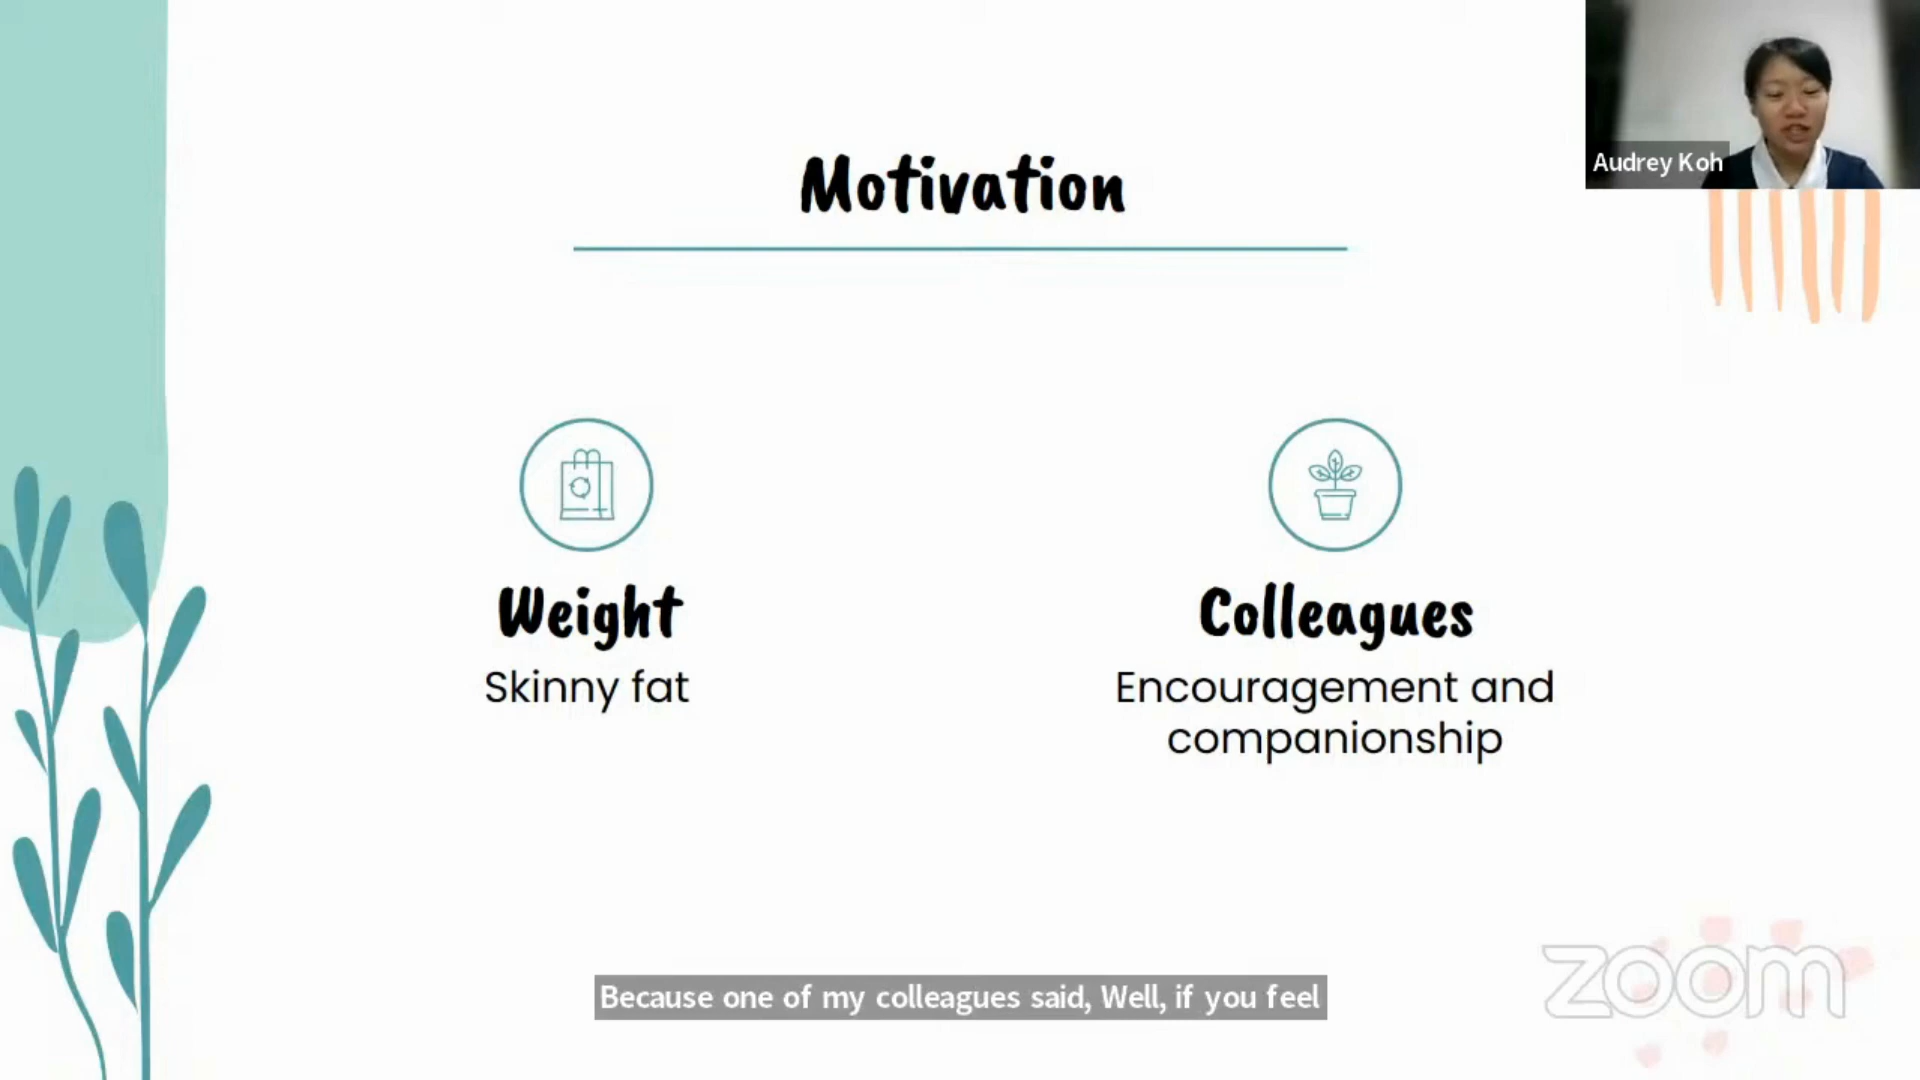 Audrey Koh
Motivation
Weight
Skinny fat
Colleagues
Encouragement and
companionship
Because one of my colleagues said, Well, if you feel
zoom